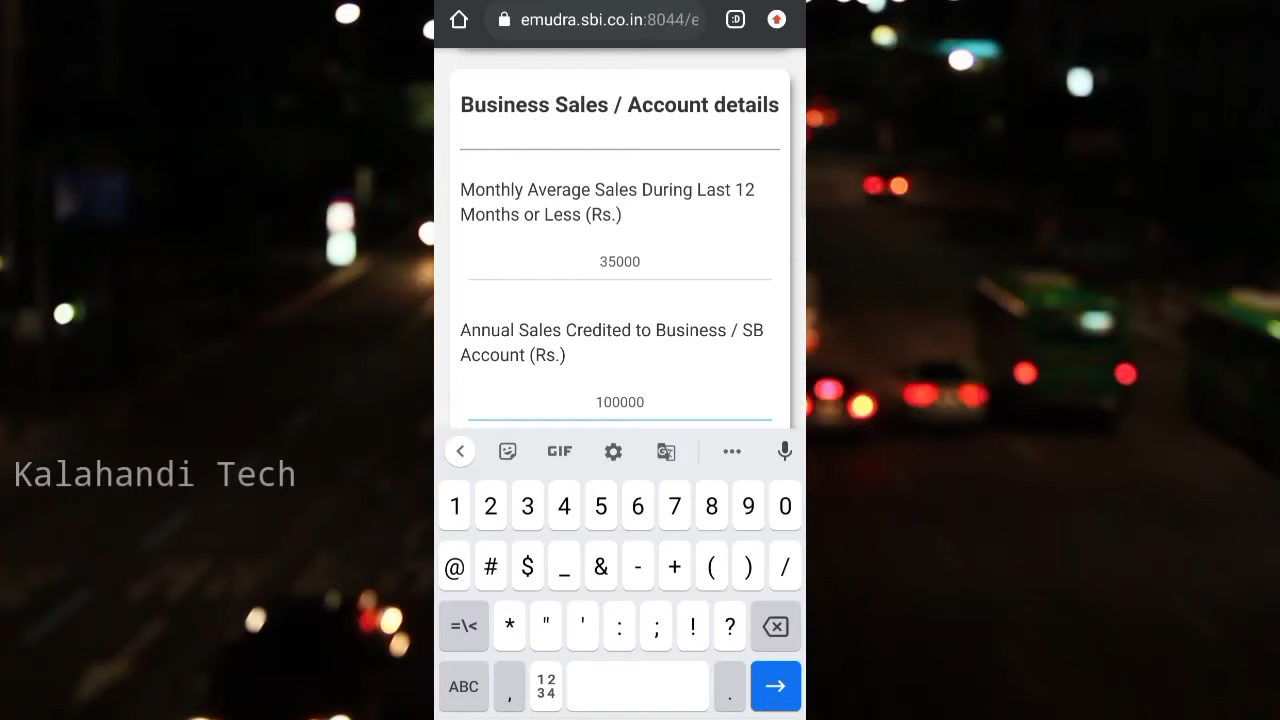 emudra.sbi.co.in:8044/e
:D
Business Sales / Account details
Monthly Average Sales During Last 12
Months or Less (Rs.)
35000
Annual Sales Credited to Business / SB
Account (Rs.)
100000
GIF
1 2 3 4 5 6 7 8 9 0
@ # $ _ & - + ( ) /
=\< * " ' : ; ! ?
ABC , 12 34 .
Kalahandi Tech